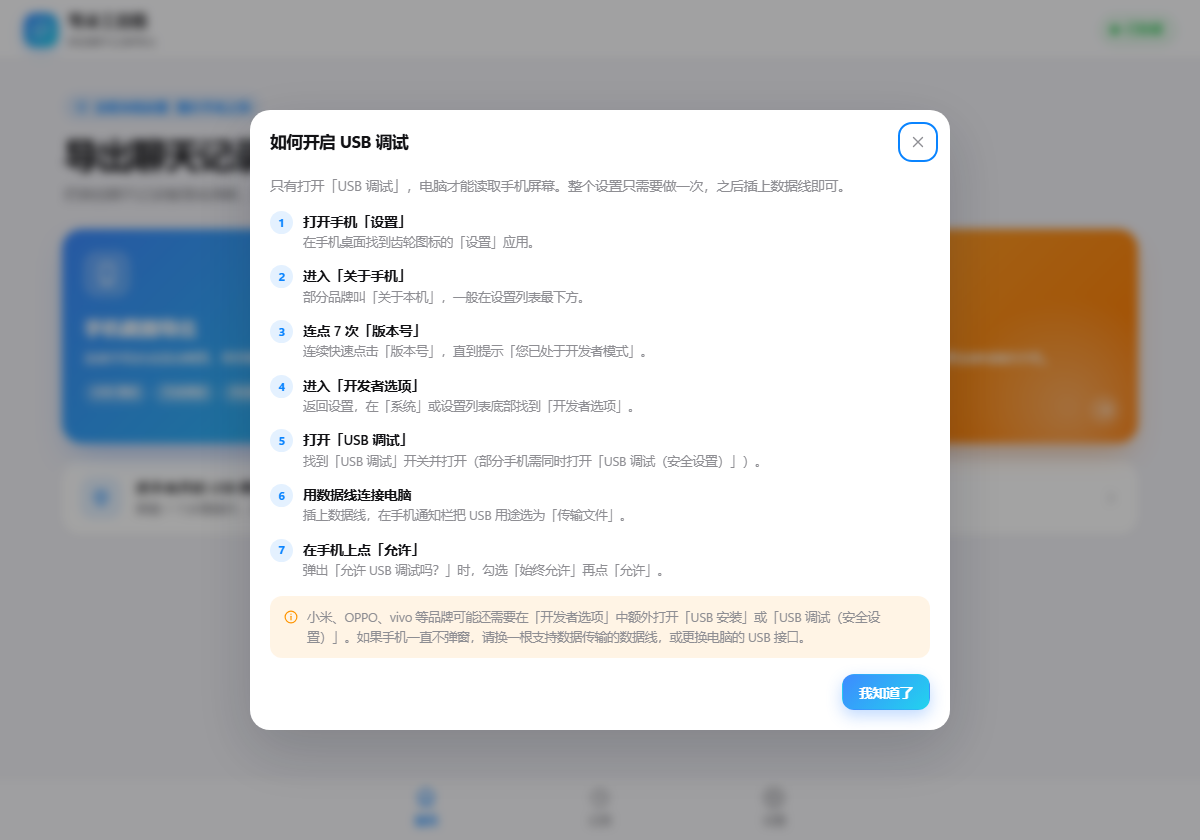 如何开启 USB 调试
只有打开「USB 调试」，电脑才能读取手机屏幕。整个设置只需要做一次，之后插上数据线即可。
1
打开手机「设置」
在手机桌面找到齿轮图标的「设置」应用。
2
进入「关于手机」
部分品牌叫「关于本机」，一般在设置列表最下方。
3
连点 7 次「版本号」
连续快速点击「版本号」，直到提示「您已处于开发者模式」。
4
进入「开发者选项」
返回设置，在「系统」或设置列表底部找到「开发者选项」。
5
打开「USB 调试」
找到「USB 调试」开关并打开（部分手机需同时打开「USB 调试（安全设置）」）。
6
用数据线连接电脑
插上数据线，在手机通知栏把 USB 用途选为「传输文件」。
7
在手机上点「允许」
弹出「允许 USB 调试吗？」时，勾选「始终允许」再点「允许」。
小米、OPPO、vivo 等品牌可能还需要在「开发者选项」中额外打开「USB 安装」或「USB 调试（安全设
置）」。如果手机一直不弹窗，请换一根支持数据传输的数据线，或更换电脑的 USB 接口。
我知道了
导出聊天记